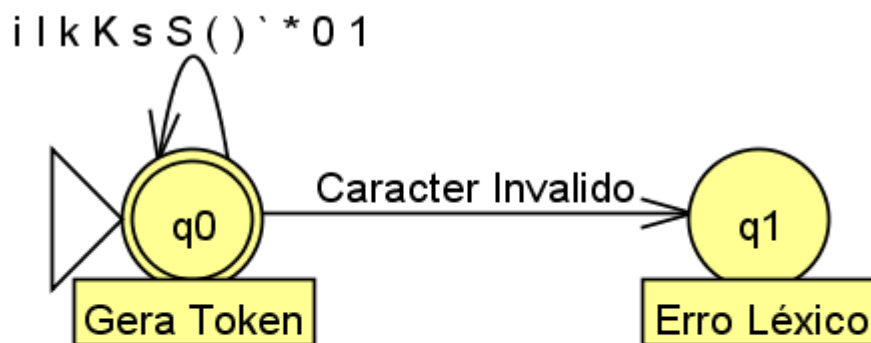 i I k K s S ( ) ` * 0 1
Caracter Invalido
q0
q1
Gera Token
Erro Léxico